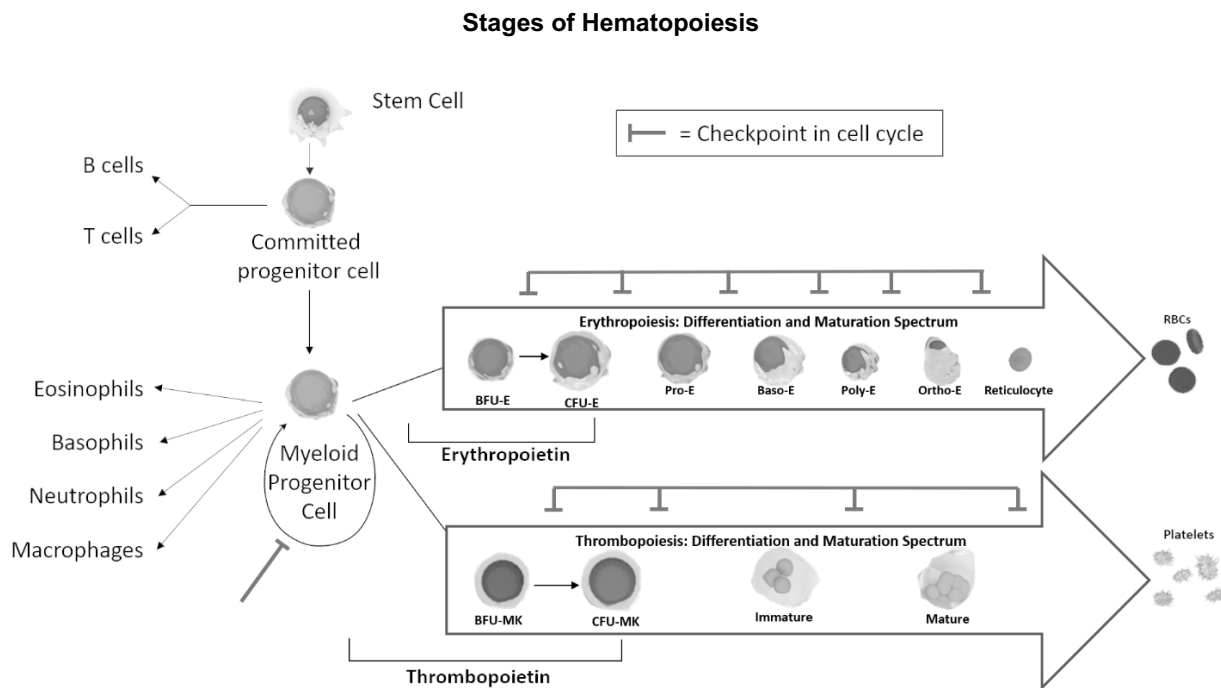 Stages of Hematopoiesis
Stem Cell
= Checkpoint in cell cycle
B cells
T cells
Committed
progenitor cell
Erythropoiesis: Differentiation and Maturation Spectrum
RBCs
BFU-E
CFU-E
Pro-E
Baso-E
Poly-E
Ortho-E
Reticulocyte
Eosinophils
Basophils
Neutrophils
Macrophages
Myeloid
Progenitor
Cell
Erythropoietin
Thrombopoiesis: Differentiation and Maturation Spectrum
Platelets
BFU-MK
CFU-MK
Immature
Mature
Thrombopoietin